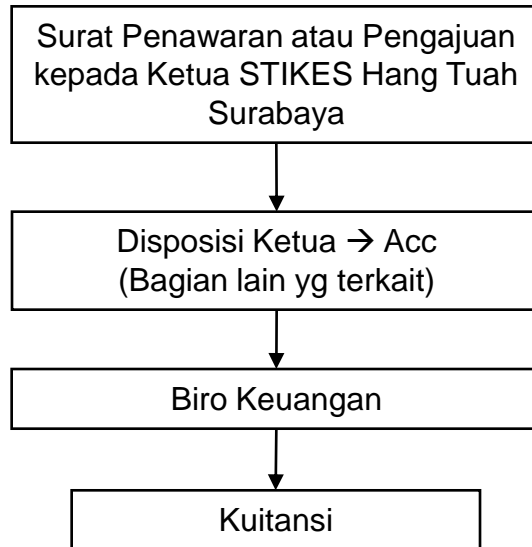 Surat Penawaran atau Pengajuan
kepada Ketua STIKES Hang Tuah
Surabaya
Disposisi Ketua → Acc
(Bagian lain yg terkait)
Biro Keuangan
Kuitansi